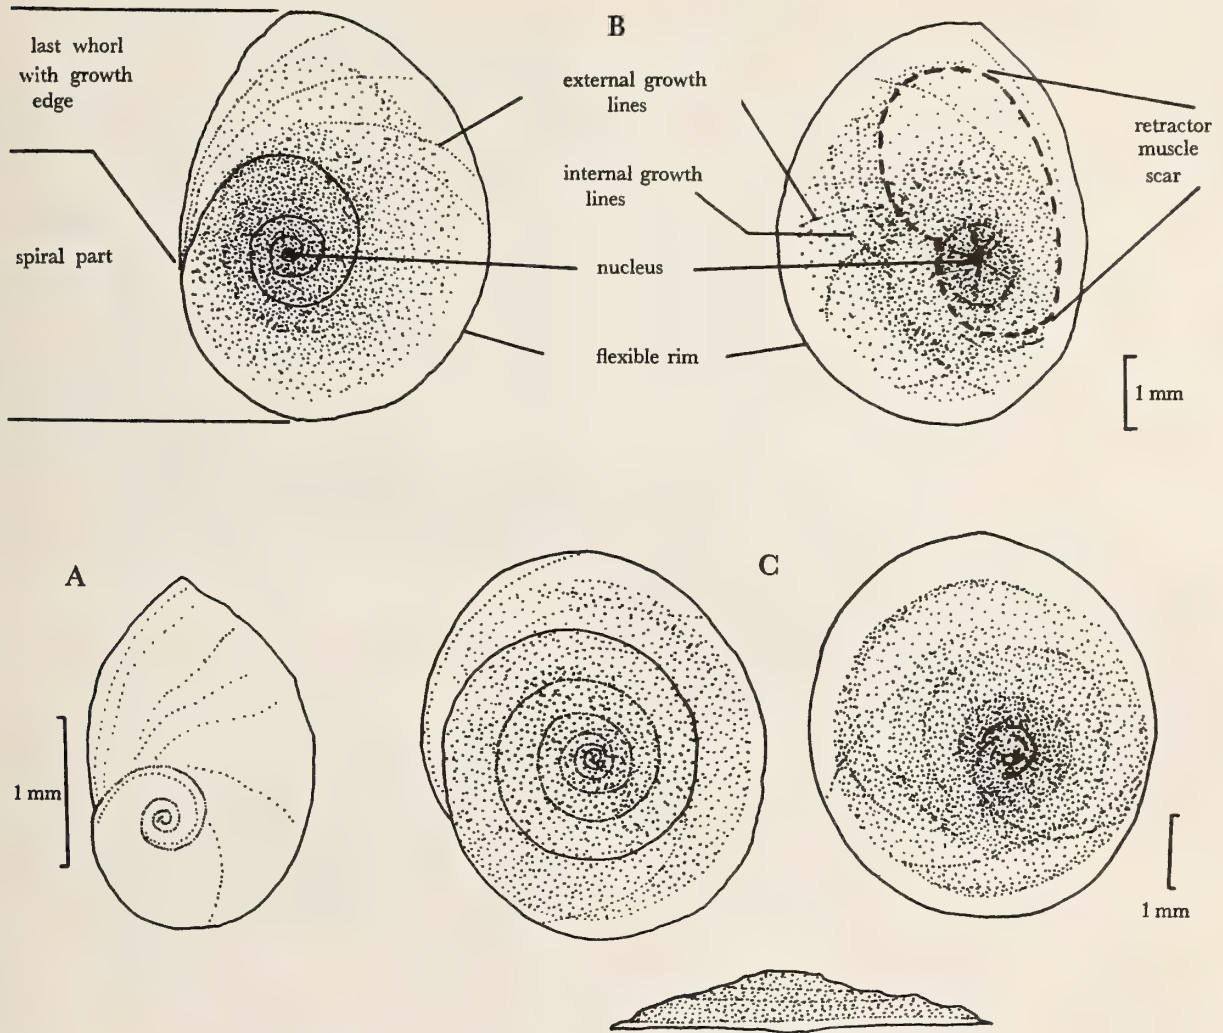 B
last whorl
with growth
edge
external growth
lines
retractor
muscle
scar
internal growth
lines
spiral part
nucleus
flexible rim
1 mm
A
C
1 mm
1 mm